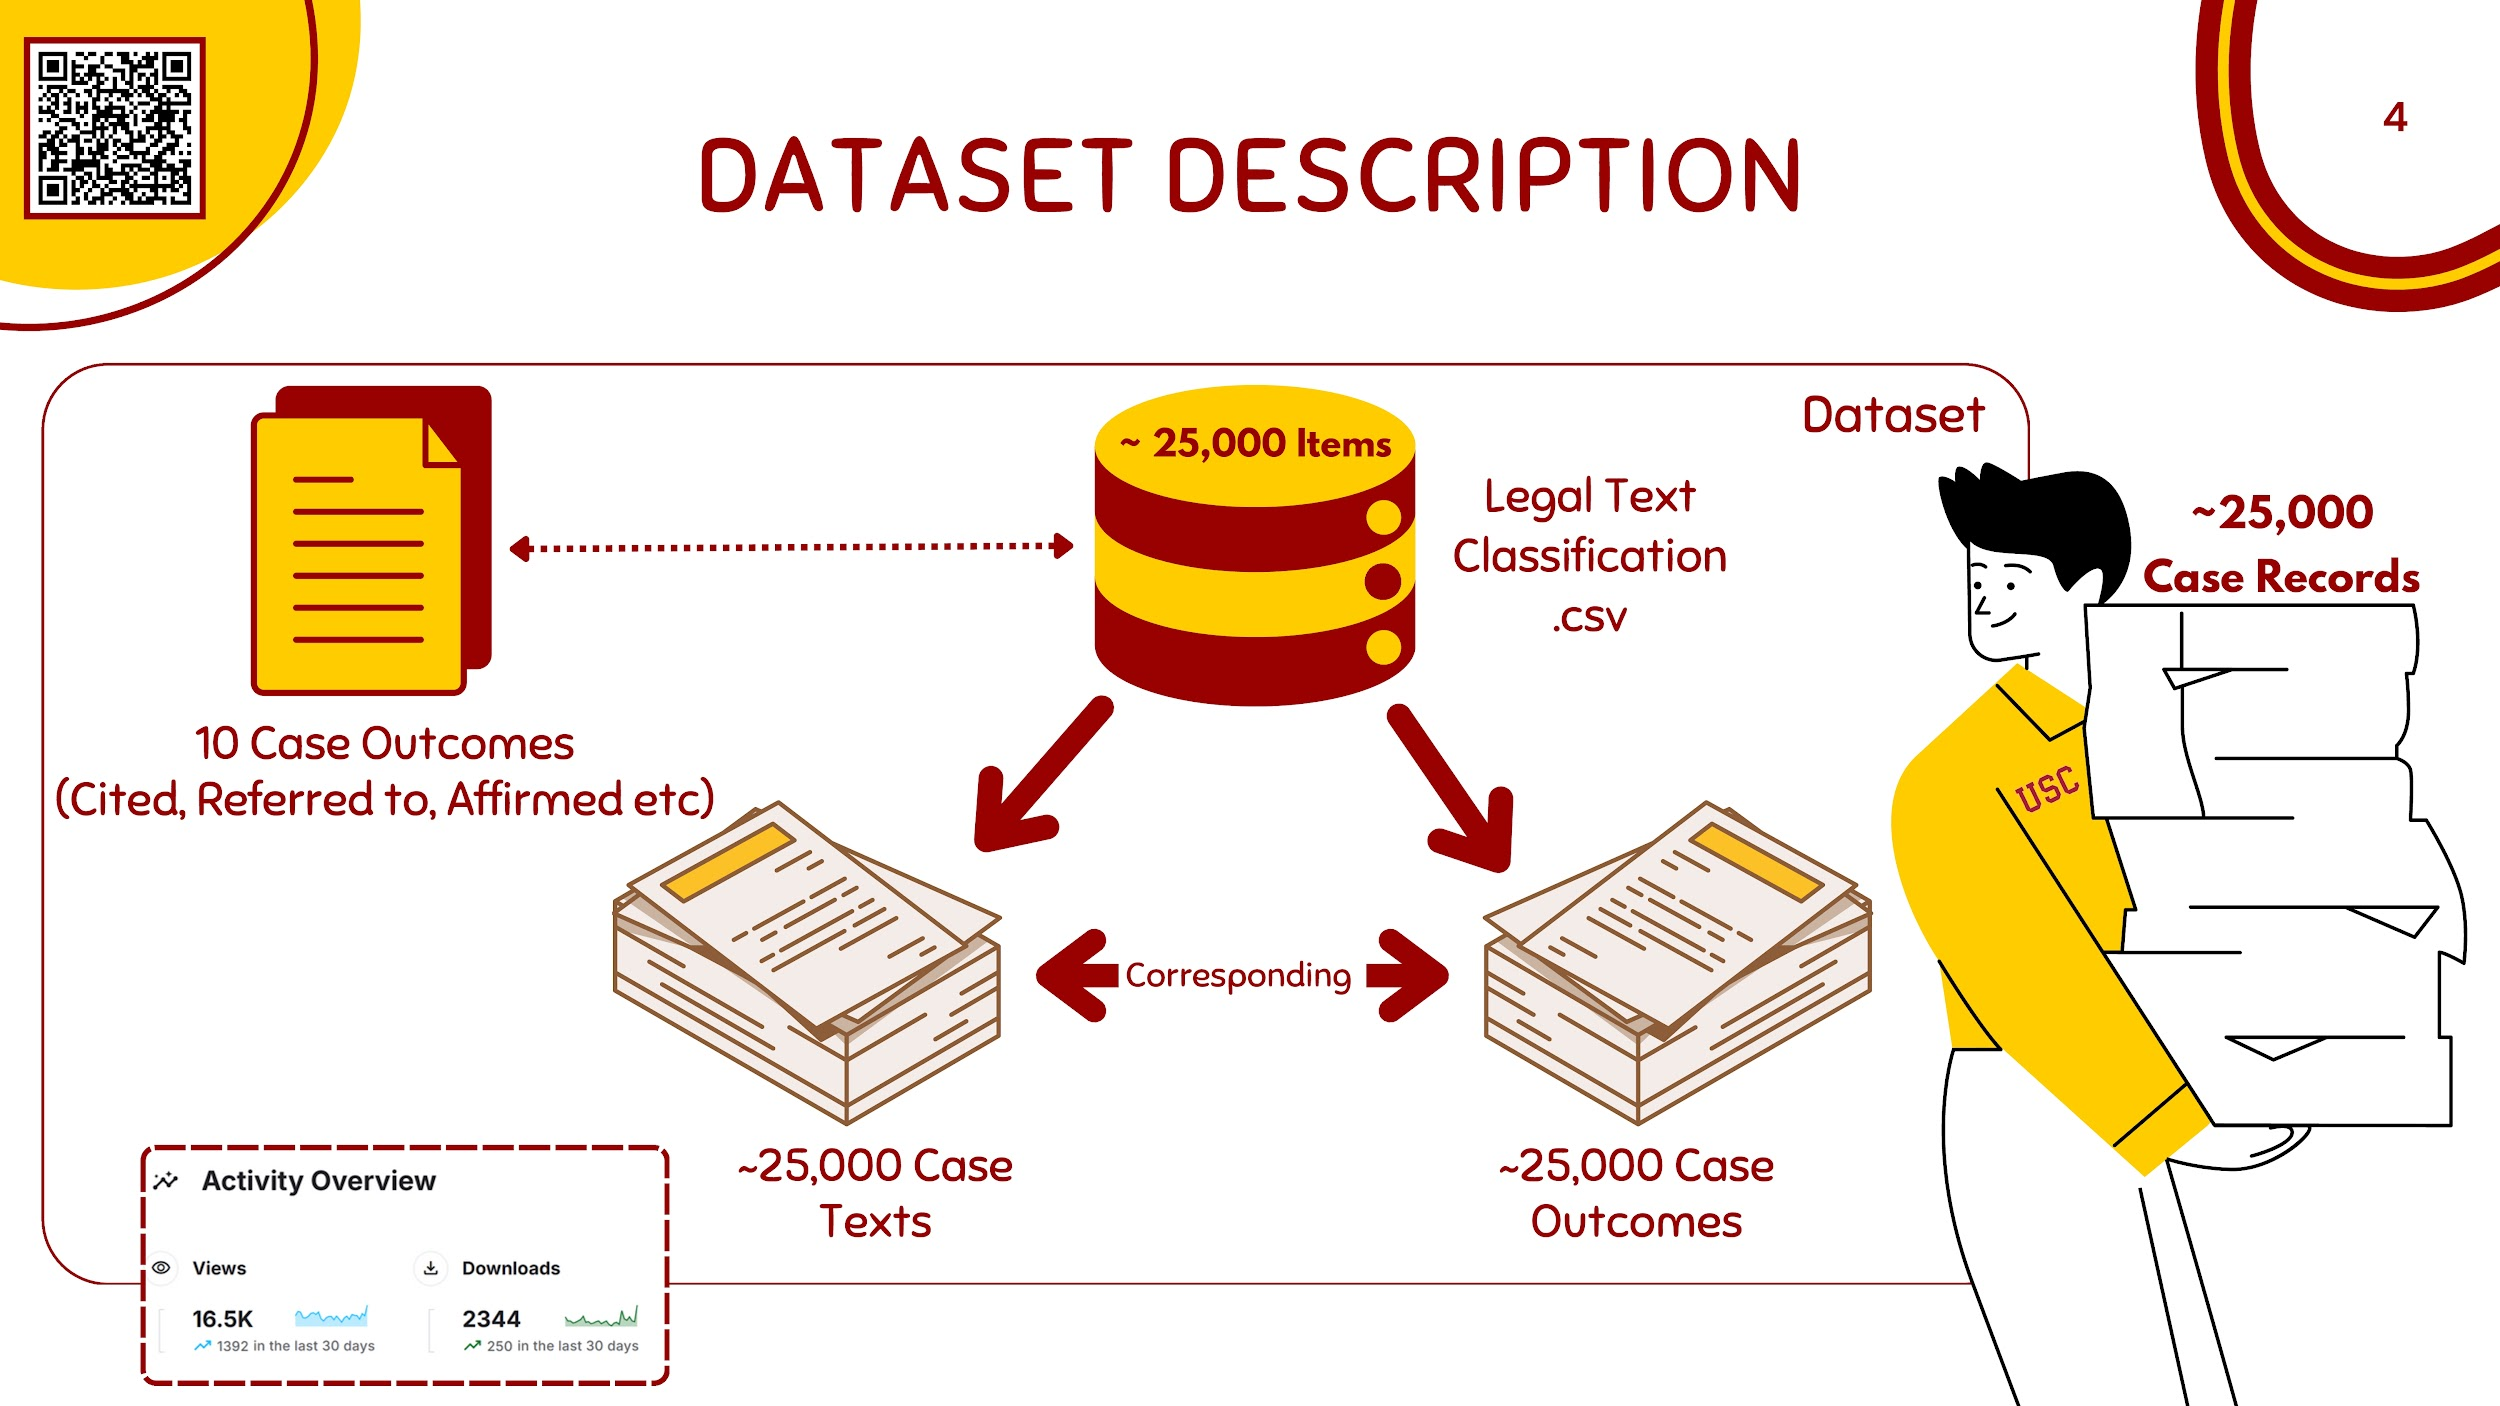 4
DATASET DESCRIPTION
Dataset
~ 25,000 Items
Legal Text
Classification
.csv
~25,000
Case Records
USC
10 Case Outcomes
(Cited, Referred to, Affirmed etc)
Corresponding
~25,000 Case
Texts
~25,000 Case
Outcomes
Activity Overview
Views
16.5K
1392 in the last 30 days
Downloads
2344
250 in the last 30 days